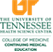 THE UNIVERSITY OF
TENNESSEE
HEALTH SCIENCE CENTER
COLLEGE OF MEDICINE
CONTINUING MEDICAL
EDUCATION